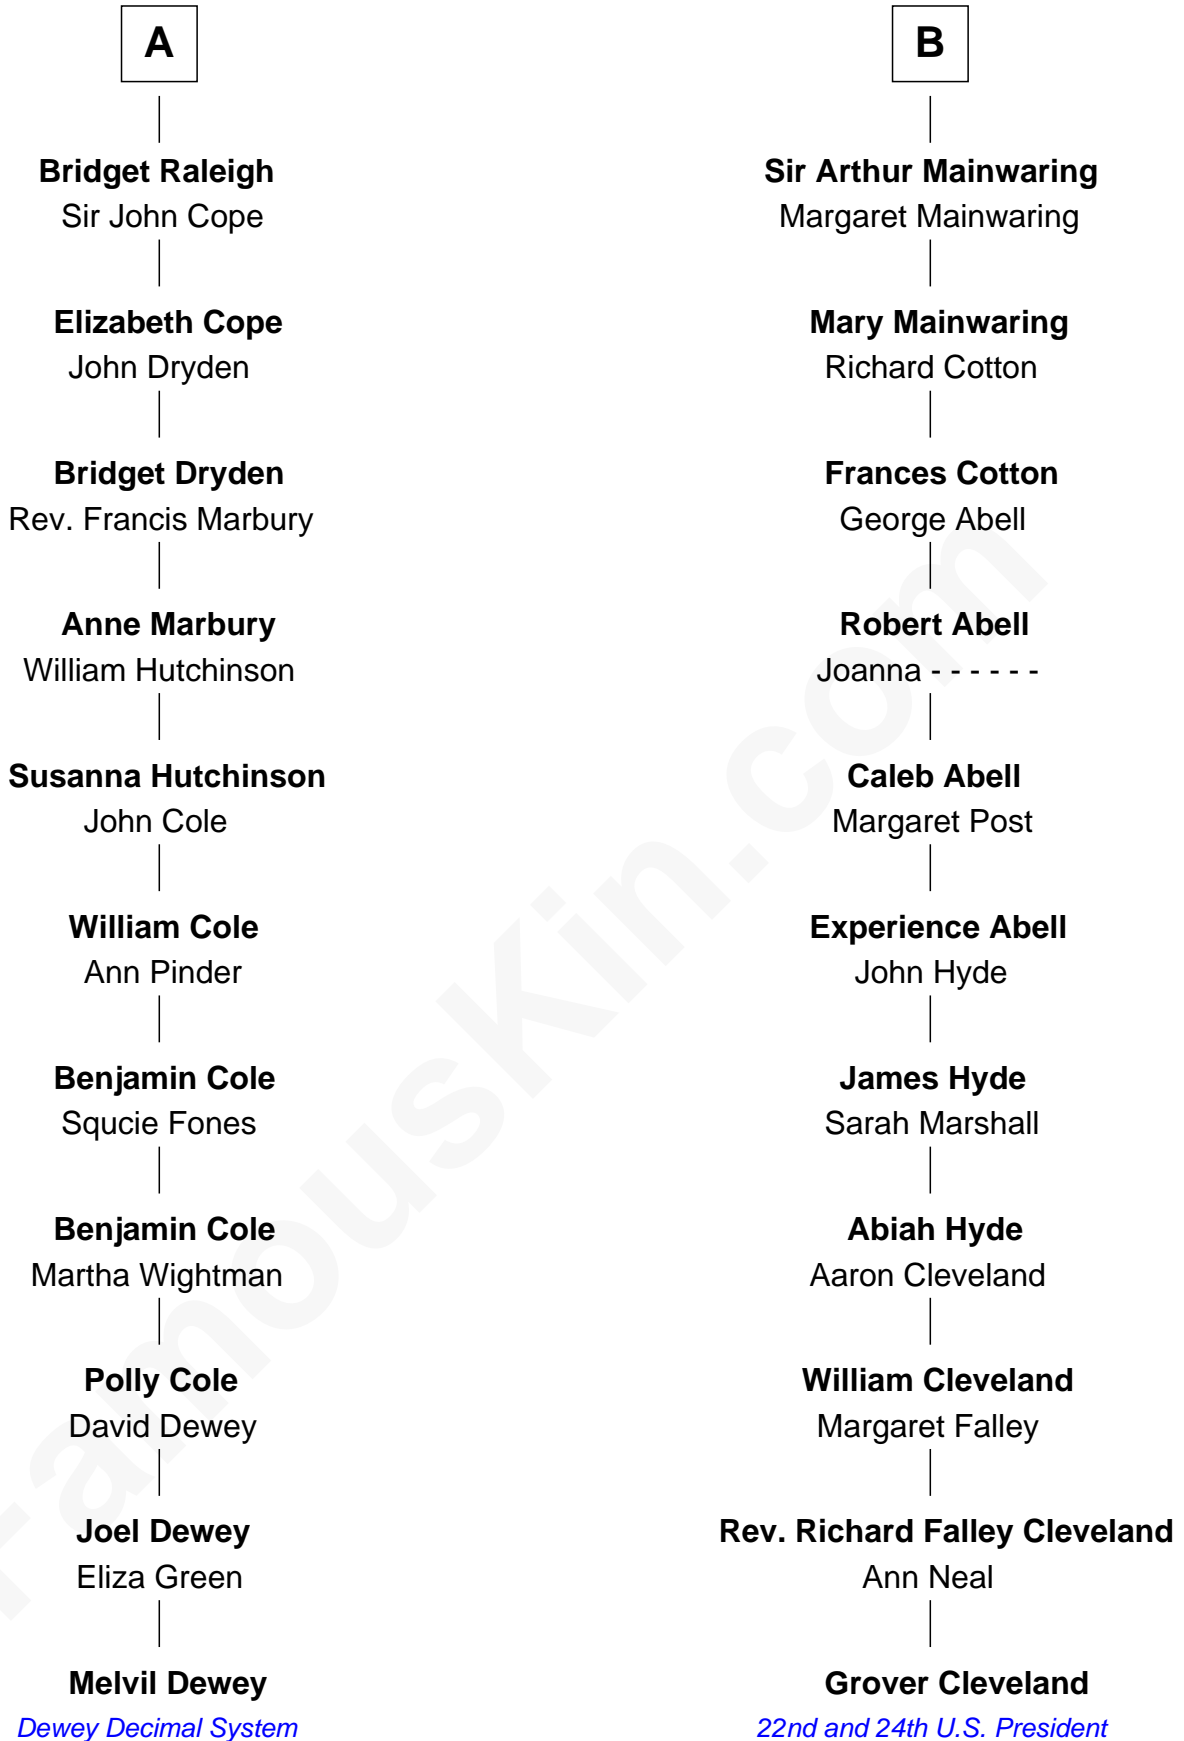 A
Bridget Raleigh
Sir John Cope
Elizabeth Cope
John Dryden
Bridget Dryden
Rev. Francis Marbury
Anne Marbury
William Hutchinson
Susanna Hutchinson
John Cole
William Cole
Ann Pinder
Benjamin Cole
Squcie Fones
Benjamin Cole
Martha Wightman
Polly Cole
David Dewey
Joel Dewey
Eliza Green
Melvil Dewey
Dewey Decimal System
B
Sir Arthur Mainwaring
Margaret Mainwaring
Mary Mainwaring
Richard Cotton
Frances Cotton
George Abell
Robert Abell
Joanna - - - - - -
Caleb Abell
Margaret Post
Experience Abell
John Hyde
James Hyde
Sarah Marshall
Abiah Hyde
Aaron Cleveland
William Cleveland
Margaret Falley
Rev. Richard Falley Cleveland
Ann Neal
Grover Cleveland
22nd and 24th U.S. President
FamousKin.com